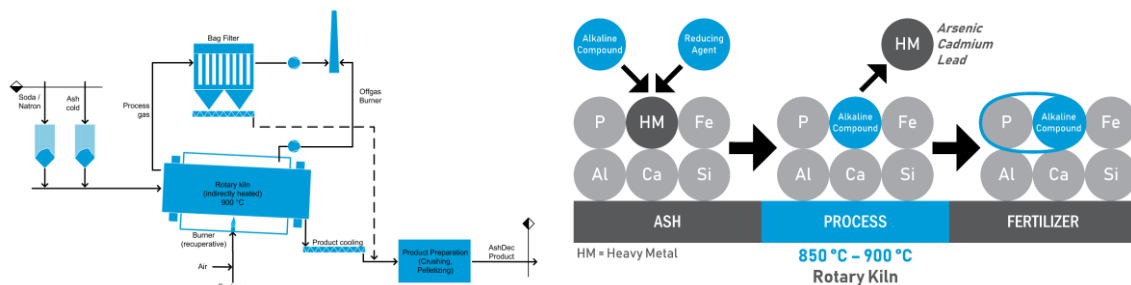 Bag Filter
Soda /
Natron
Ash
cold
Process
gas
Offgas
Burner
Rotary kiln
(indirectly heated)
900 °C
Burner
(recuperative)
Air
Product cooling
Product Preparation
(Crushing,
Pelletizing)
AshDec
Product
Alkaline
Compound
Reducing
Agent
HM
Arsenic
Cadmium
Lead
P
HM
Fe
Al
Ca
Si
P
Alkaline
Compound
Fe
Al
Ca
Si
P
Alkaline
Compound
Fe
Al
Ca
Si
ASH
PROCESS
FERTILIZER
HM = Heavy Metal
850 °C – 900 °C
Rotary Kiln